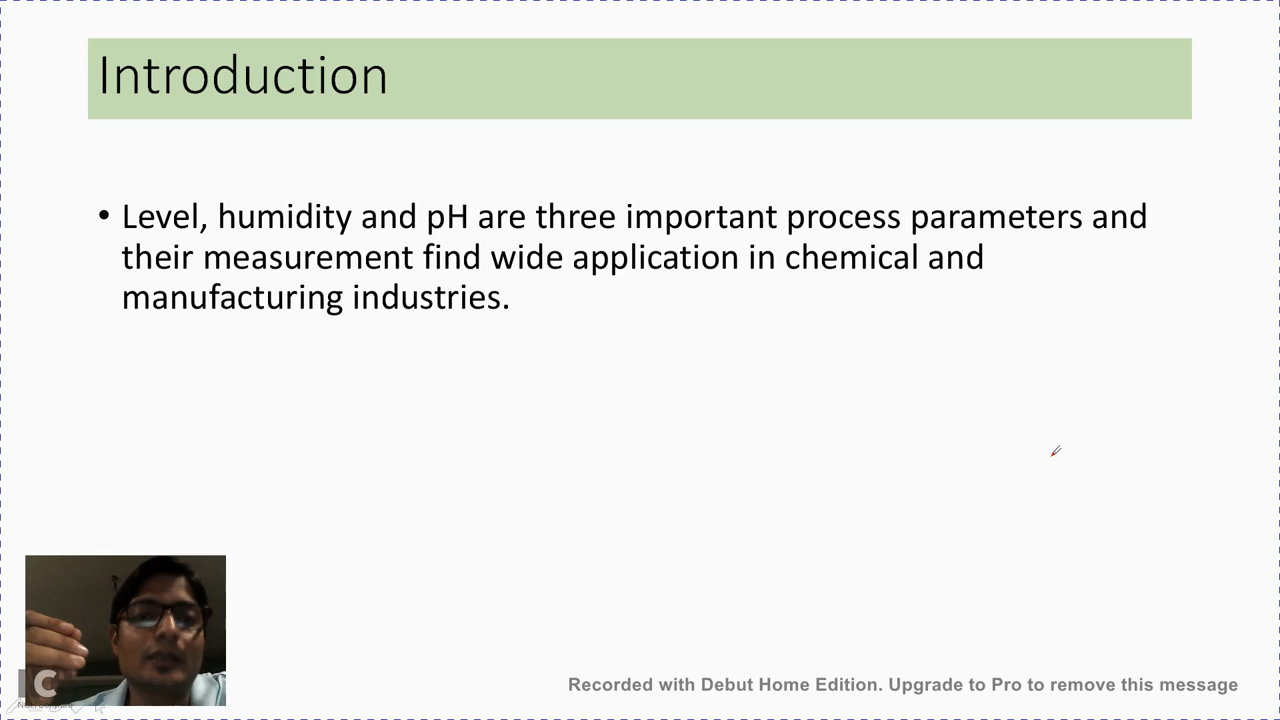 Introduction
• Level, humidity and pH are three important process parameters and
their measurement find wide application in chemical and
manufacturing industries.
Recorded with Debut Home Edition. Upgrade to Pro to remove this message